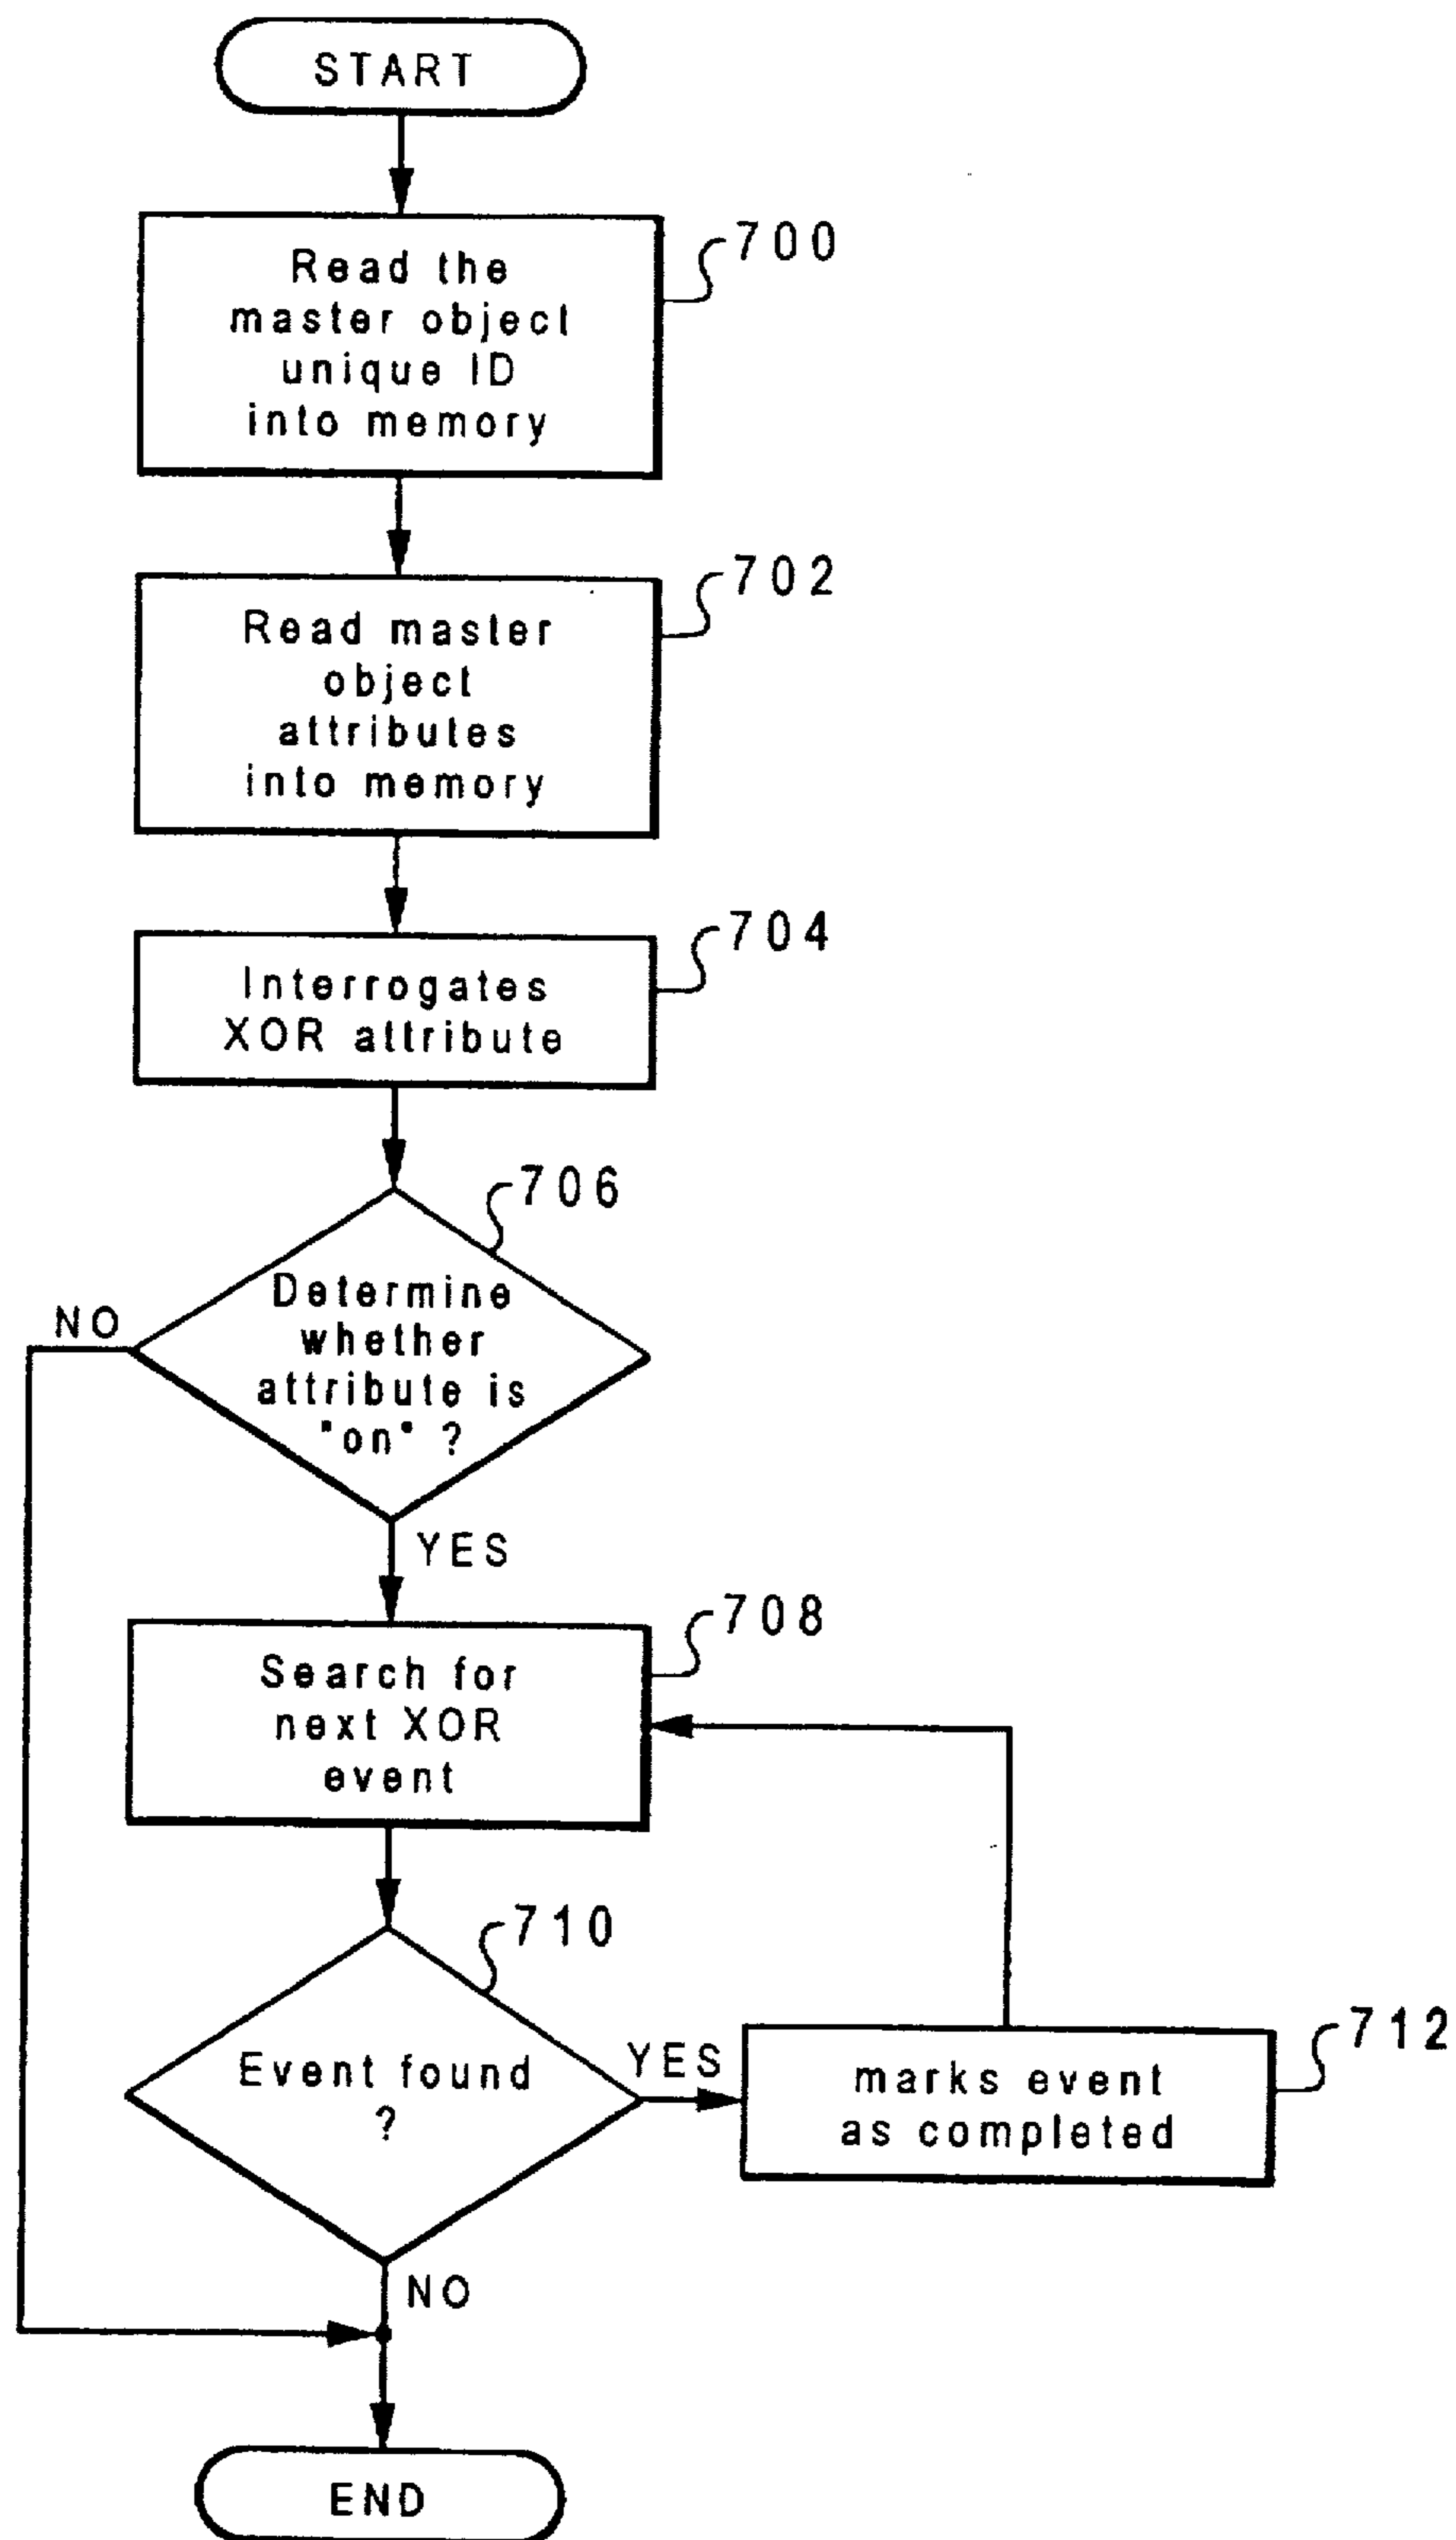 START
700
Read the
master object
unique ID
into memory
702
Read master
object
attributes
into memory
704
Interrogates
XOR attribute
706
Determine
whether
attribute is
"on" ?
NO
YES
708
Search for
next XOR
event
710
Event found
?
YES
712
marks event
as completed
NO
END